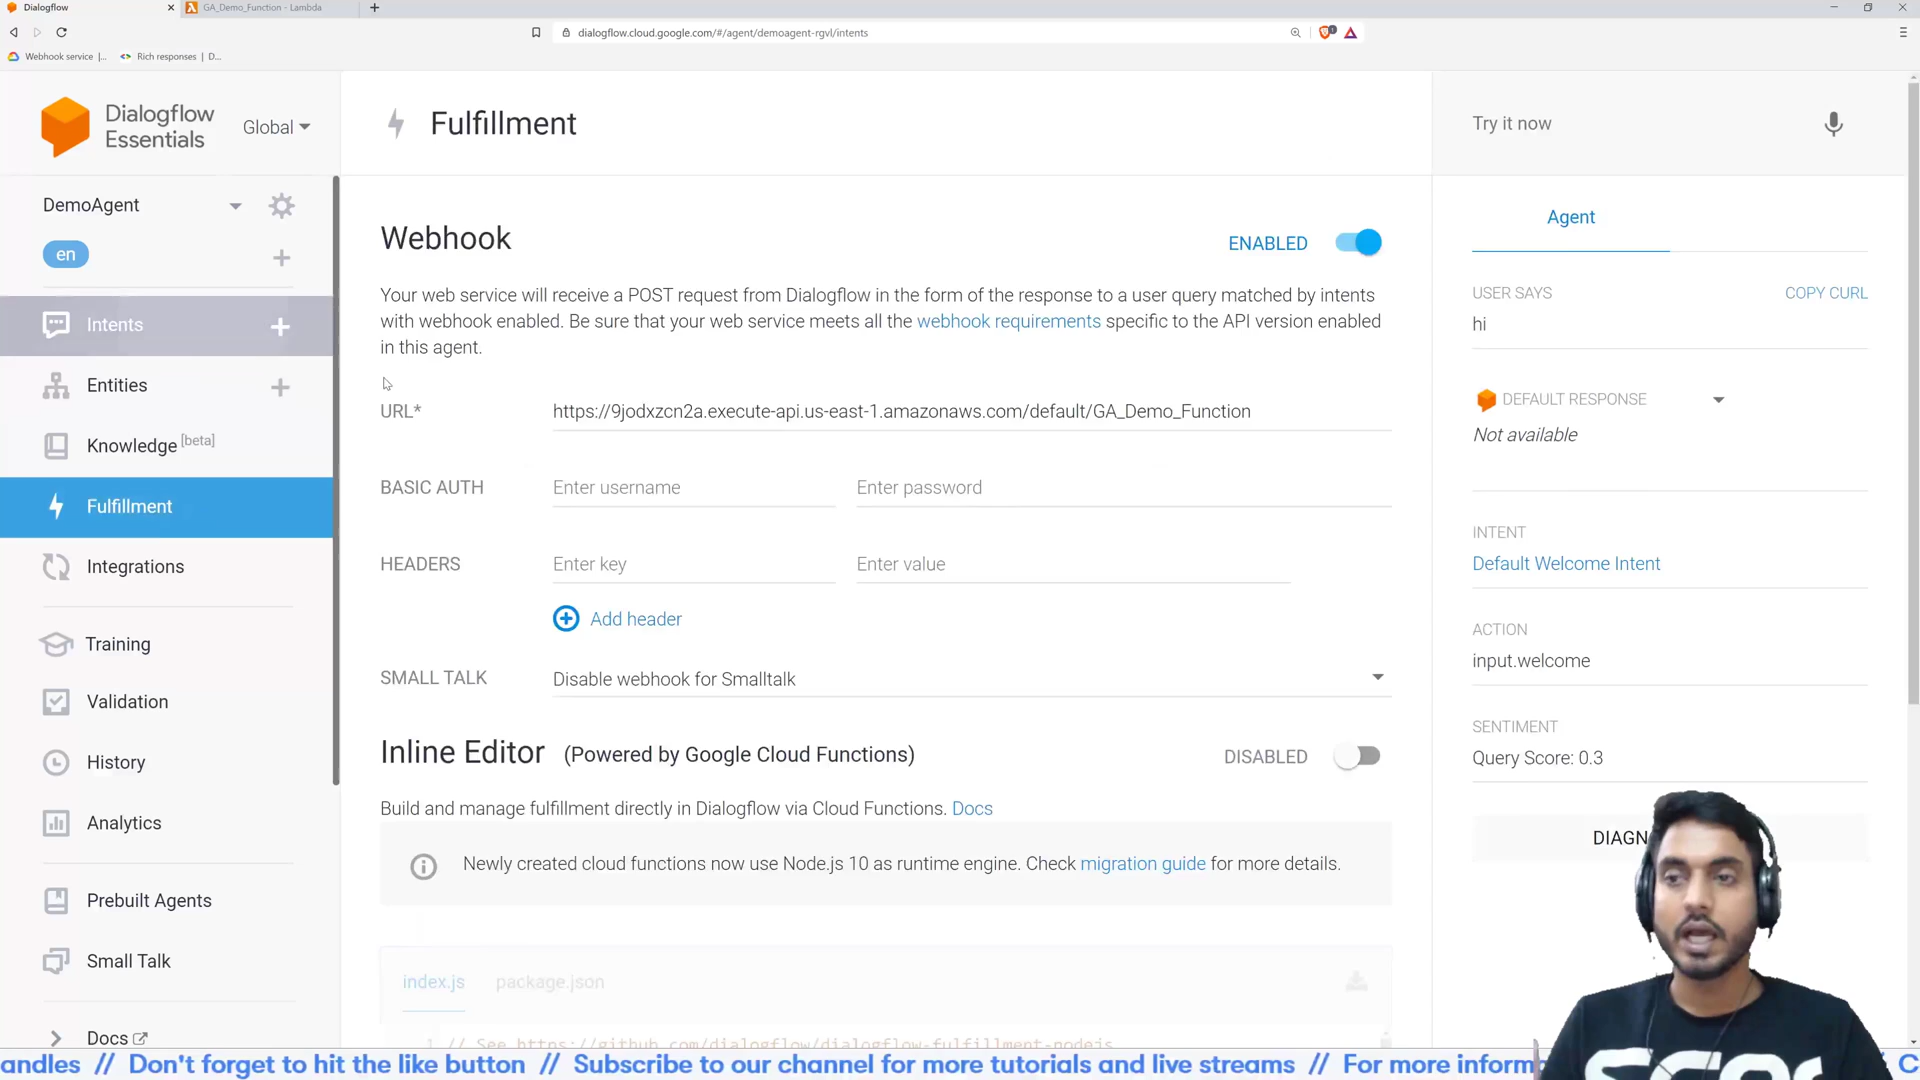 Dialogflow
GA_Demo_Function - Lambda
dialogflow.cloud.google.com/#/agent/demoagent-rgvl/intents
Webhook service |...
Rich responses | D...
Dialogflow
Essentials
Global
Fulfillment
Try it now
DemoAgent
en
Intents
Entities
Knowledge [beta]
Fulfillment
Integrations
Training
Validation
History
Analytics
Prebuilt Agents
Small Talk
Docs
Webhook
ENABLED
Your web service will receive a POST request from Dialogflow in the form of the response to a user query matched by intents
with webhook enabled. Be sure that your web service meets all the webhook requirements specific to the API version enabled
in this agent.
URL* https://9jodxzcn2a.execute-api.us-east-1.amazonaws.com/default/GA_Demo_Function
BASIC AUTH Enter username Enter password
HEADERS Enter key Enter value
Add header
SMALL TALK Disable webhook for Smalltalk
Inline Editor (Powered by Google Cloud Functions) DISABLED
Build and manage fulfillment directly in Dialogflow via Cloud Functions. Docs
Newly created cloud functions now use Node.js 10 as runtime engine. Check migration guide for more details.
index.js package.json
1 // See https://github.com/dialogflow/dialogflow-fulfillment-nodejs
Agent
USER SAYS COPY CURL
hi
DEFAULT RESPONSE
Not available
INTENT
Default Welcome Intent
ACTION
input.welcome
SENTIMENT
Query Score: 0.3
DIAGN
andles // Don't forget to hit the like button // Subscribe to our channel for more tutorials and live streams // For more inform